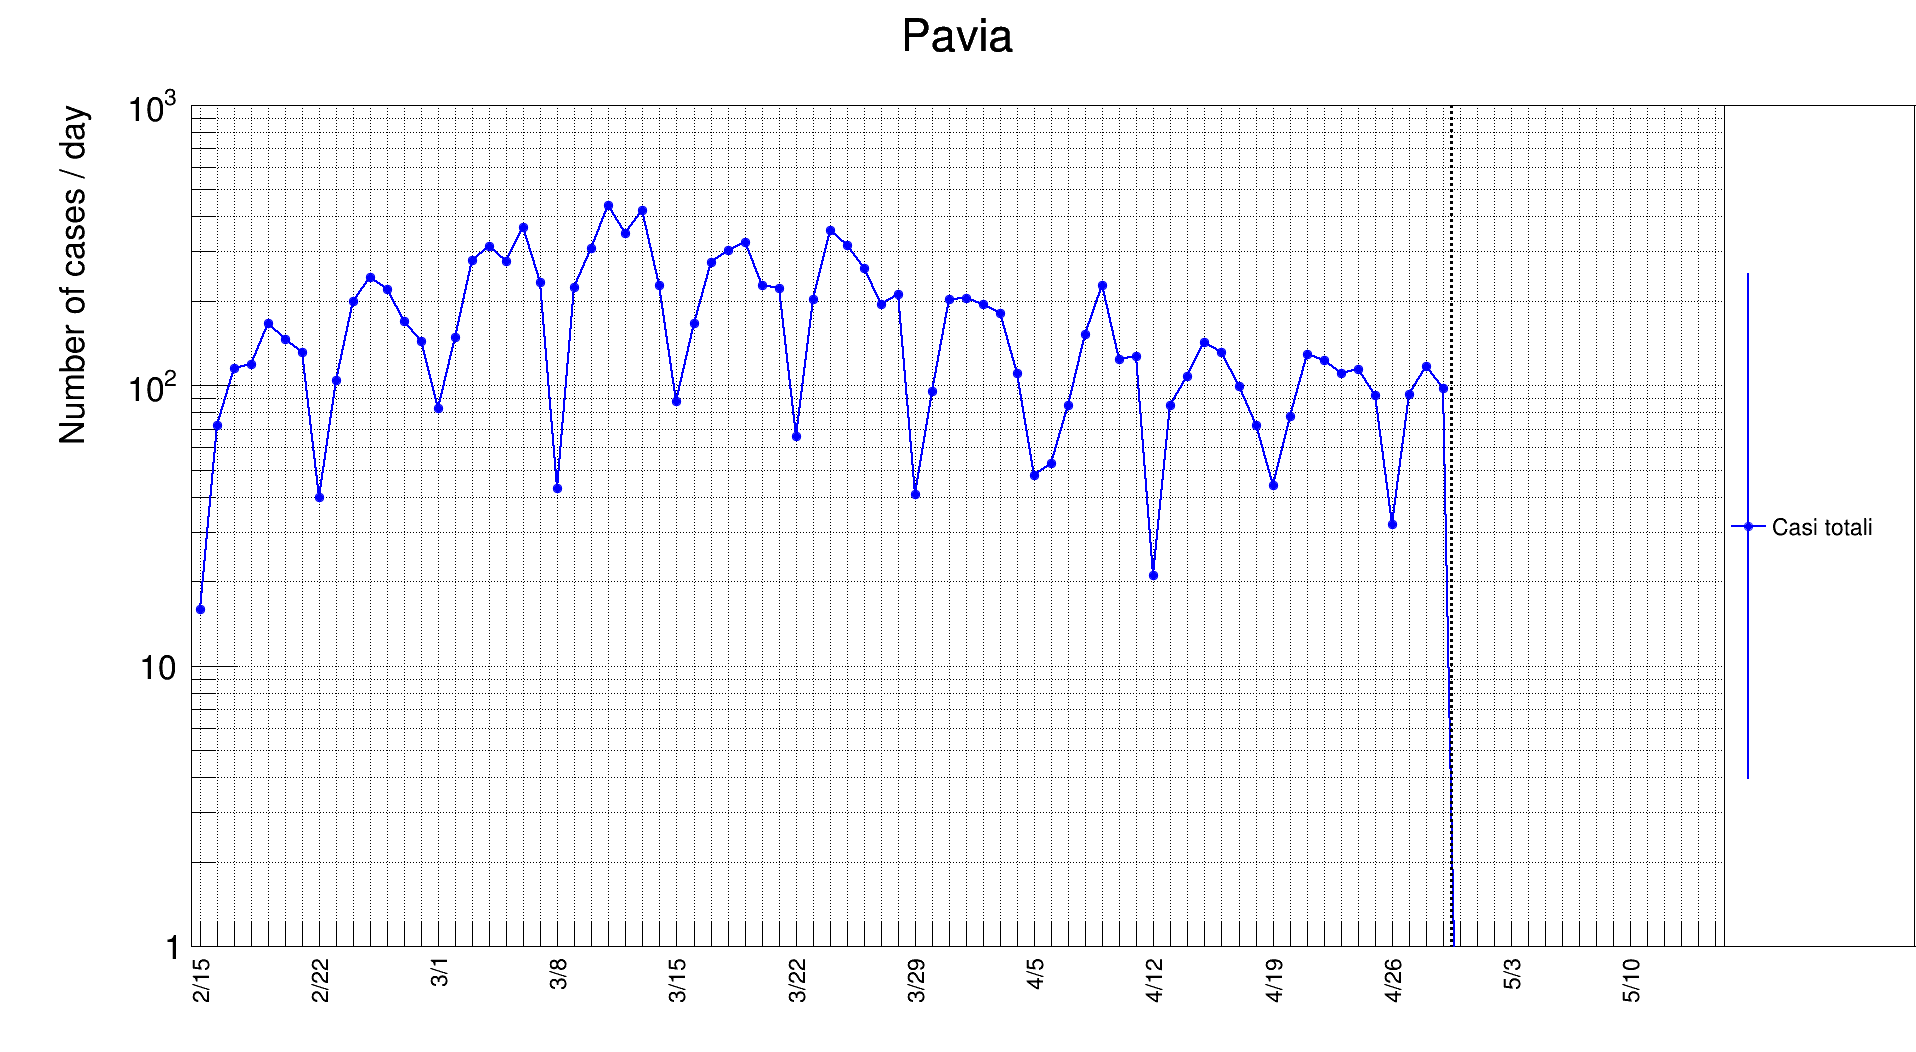 Pavia
Number of cases / day
10³
10²
10
1
2/15 2/22 3/1 3/8 3/15 3/22 3/29 4/5 4/12 4/19 4/26 5/3 5/10
Casi totali